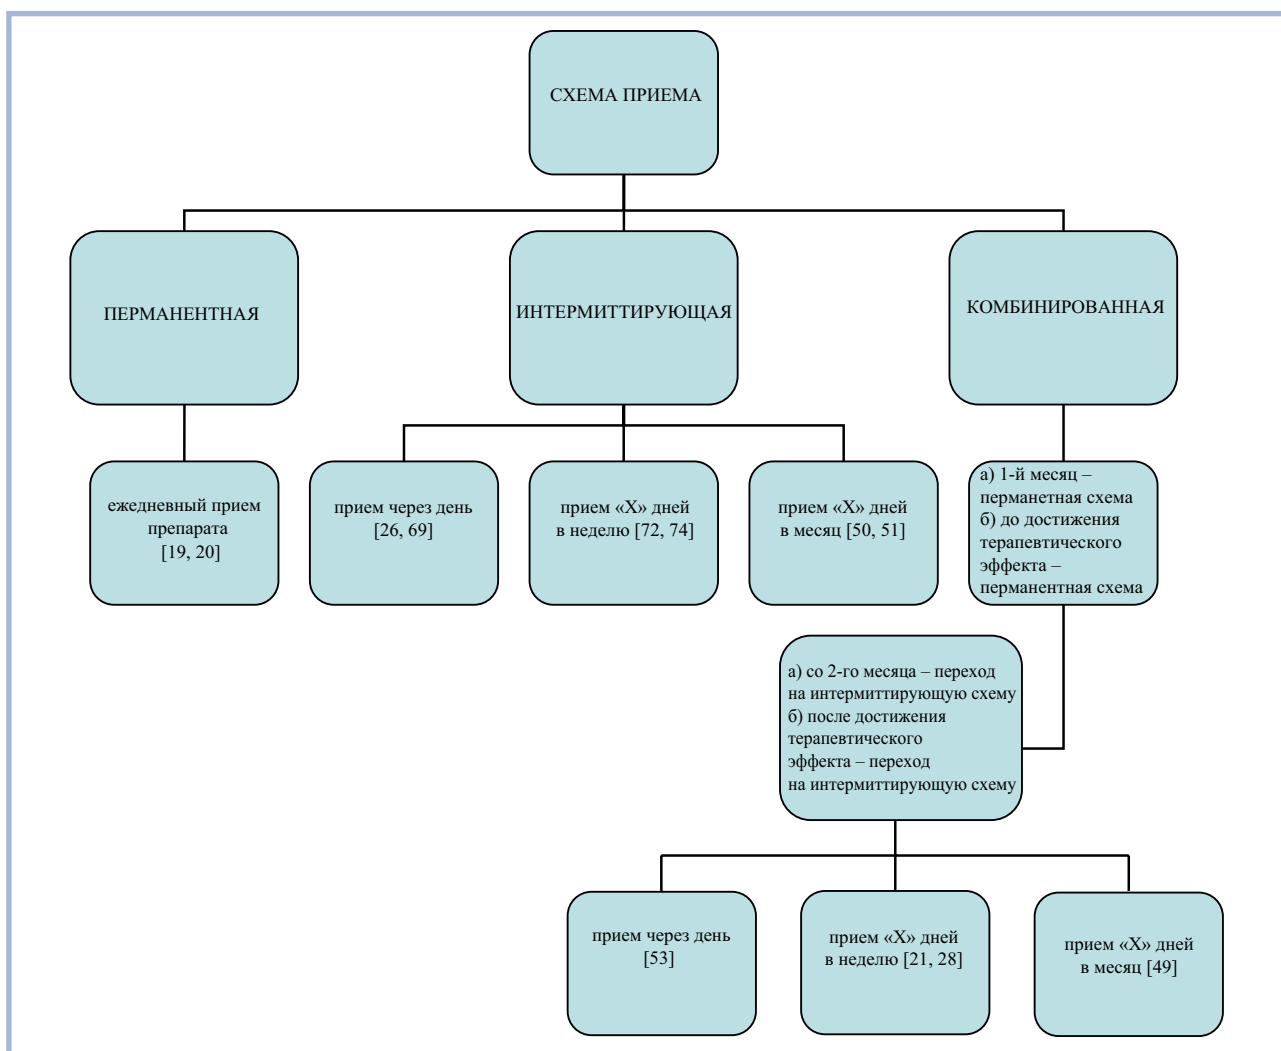 СХЕМА ПРИЕМА
ПЕРМАНЕНТНАЯ
ИНТЕРМИТТИРУЮЩАЯ
КОМБИНИРОВАННАЯ
ежедневный прием
препарата
[19, 20]
прием через день
[26, 69]
прием «Х» дней
в неделю [72, 74]
прием «Х» дней
в месяц [50, 51]
а) 1-й месяц –
перманетная схема
б) до достижения
терапевтического
эффекта –
перманентная схема
а) со 2-го месяца – переход
на интермиттирующую схему
б) после достижения
терапевтического
эффекта – переход
на интермиттирующую схему
прием через день
[53]
прием «Х» дней
в неделю [21, 28]
прием «Х» дней
в месяц [49]